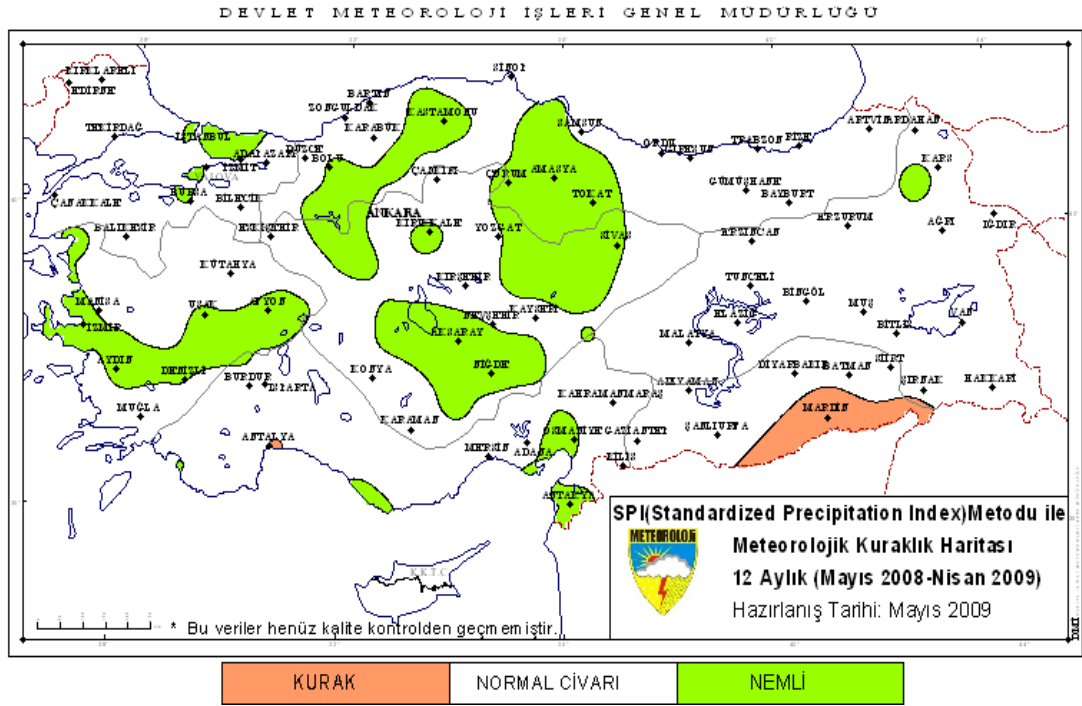 DEVLET METEOROLOJİ İŞLERİ GENEL MÜDÜRLÜĞÜ
SİNOP
KIRKLARELİ
EDİRNE
BARTIN
ZONGULDAK
KASTAMONU
TEKİRDAĞ
İSTANBUL
KARABÜK
SAMSUN
ARTVİN
ARDAHAN
ORDU
GİRESUN
TRABZON
RİZE
ADAPAZARI
DÜZCE
İZMİT
BOLU
YALOVA
ÇANKIRI
ÇORUM
AMASYA
KARS
BURSA
BİLECİK
ÇANAKKALE
TOKAT
GÜMÜŞHANE
BAYBURT
ANKARA
KIRIKKALE
ERZURUM
AĞRI
IĞDIR
BALIKESİR
ESKİŞEHİR
YOZGAT
SİVAS
ERZİNCAN
KÜTAHYA
KIRŞEHİR
TUNCELİ
BİNGÖL
MANİSA
UŞAK
AFYON
NEVŞEHİR
KAYSERİ
ELAZIĞ
MUŞ
VAN
İZMİR
AKSARAY
MALATYA
BİTLİS
AYDIN
DENİZLİ
BURDUR
ISPARTA
KONYA
NİĞDE
DİYARBAKIR
BATMAN
SİİRT
KAHRAMANMARAŞ
ADIYAMAN
ŞIRNAK
HAKKARİ
MUĞLA
MARDİN
KARAMAN
ANTALYA
MERSİN
ADANA
OSMANİYE
GAZİANTEP
ŞANLIURFA
KİLİS
ANTAKYA
K.K.T.C.
SPI(Standardized Precipitation Index)Metodu ile
METEOROLOJİ
Meteorolojik Kuraklık Haritası
12 Aylık (Mayıs 2008-Nisan 2009)
Hazırlanış Tarihi: Mayıs 2009
* Bu veriler henüz kalite kontrolden geçmemiştir.
DMİ
KURAK
NORMAL CİVARI
NEMLİ